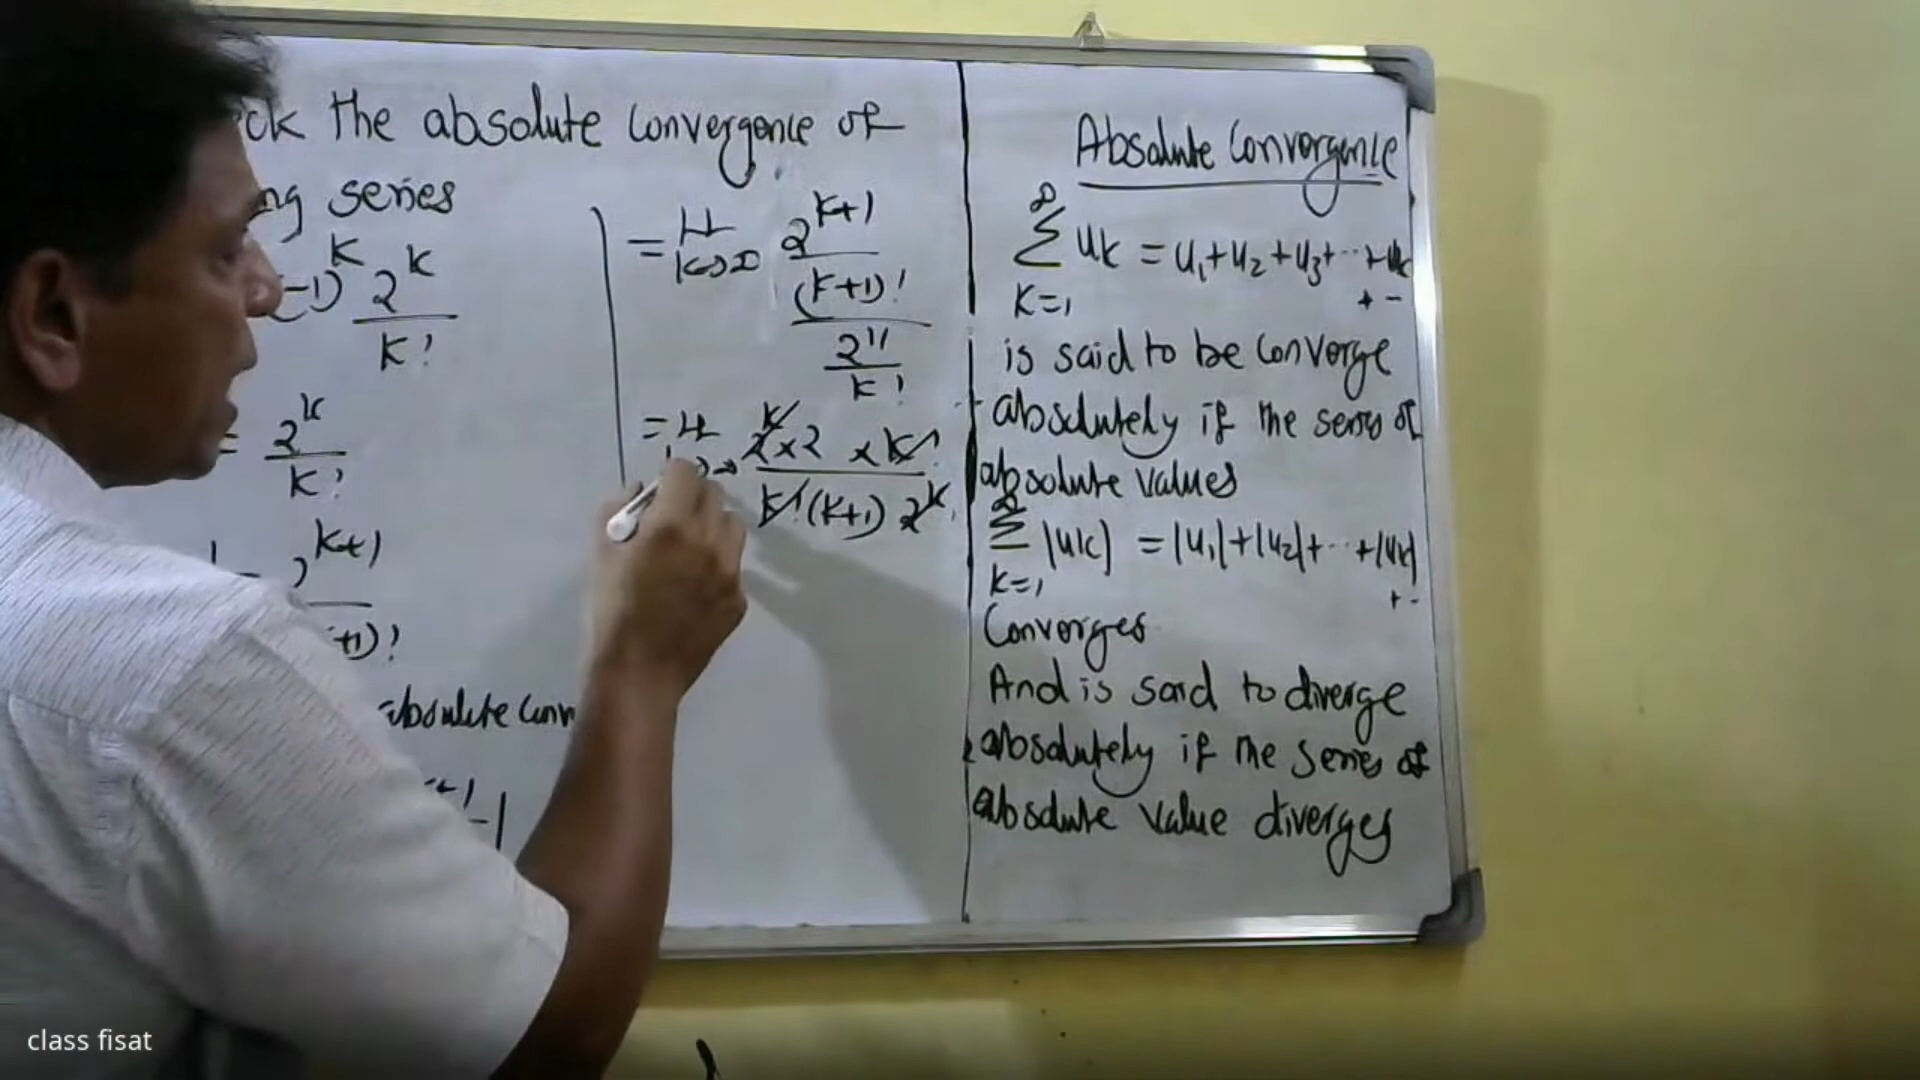 ck the absolute convergence of
ng series
(-1)^k 2^k / k!
= 2^k / k!
k+1
+1)!
absolute conv
-1|
= lt k→∞ 2^(k+1) / (k+1)! / 2^k / k!
= lt 2^k × 2 × k! / k! (k+1) 2^k
Absolute Convergence
∞ Σ k=1 uk = u1 + u2 + u3 + ... + uk + -
is said to be converge
absolutely if the series of
absolute values
∞ Σ k=1 |uk| = |u1| + |u2| + ... + |uk| + -
Converges
And is said to diverge
absolutely if the series of
absolute value diverges
class fisat